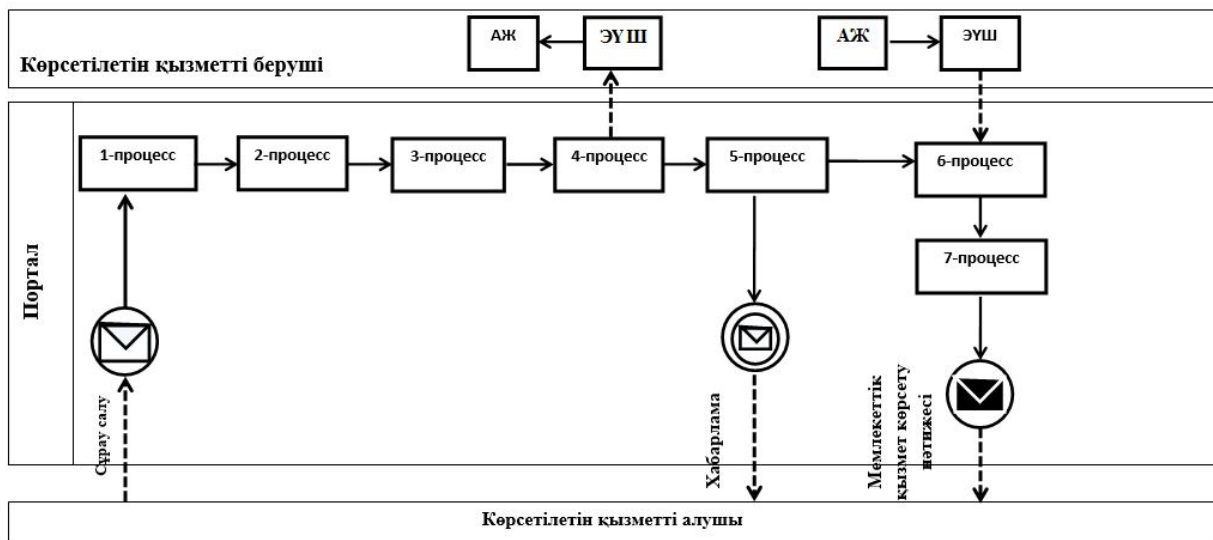 АЖ
ЭҮШ
АЖ
ЭҮШ
Көрсетілетін қызметті беруші
Портал
1-процесс
2-процесс
3-процесс
4-процесс
5-процесс
6-процесс
7-процесс
Сұрау салу
Хабарлама
Мемлекеттік
қызмет көрсету
нәтижесі
Көрсетілетін қызметті алушы